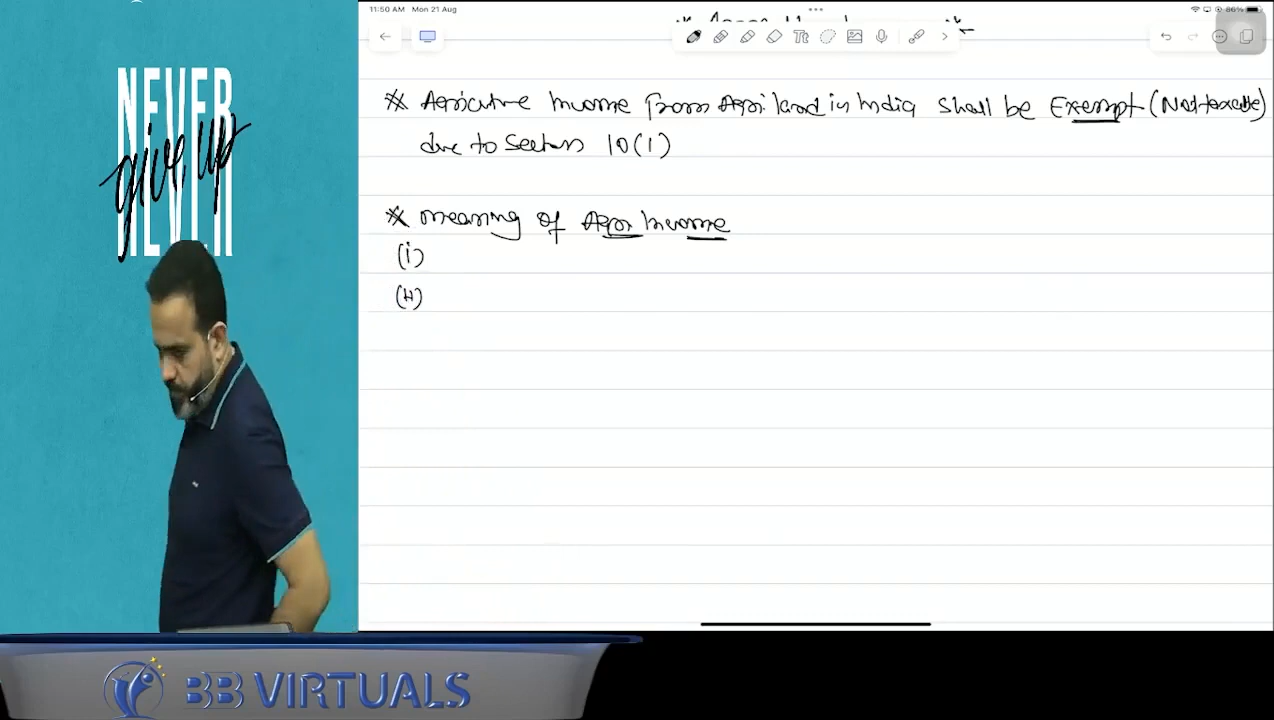 11:50 AM Mon 21 Aug
86%
NEVER
give up
NEVER
* Agriculture Income from Agri land in India shall be Exempt (Not taxable)
due to Section 10(1)
* meaning of Agri Income
(i)
(ii)
BB VIRTUALS